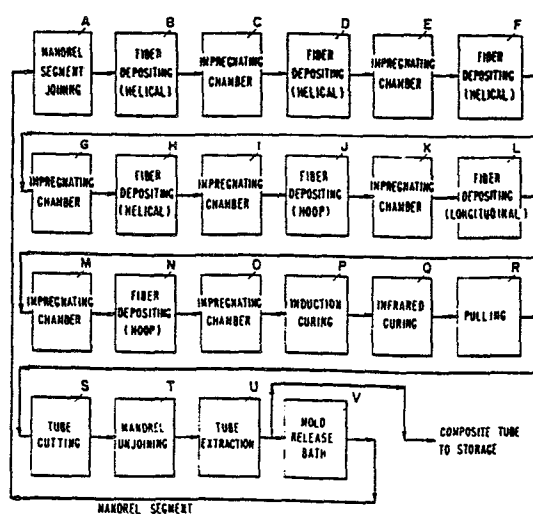 A B C D E F
MANDREL SEGMENT JOINING
FIBER DEPOSITING (HELICAL)
IMPREGNATING CHAMBER
FIBER DEPOSITING (HELICAL)
IMPREGNATING CHAMBER
FIBER DEPOSITING (HELICAL)
G H I J K L
IMPREGNATING CHAMBER
FIBER DEPOSITING (HELICAL)
IMPREGNATING CHAMBER
FIBER DEPOSITING (HOOP)
IMPREGNATING CHAMBER
FIBER DEPOSITING (LONGITUDINAL)
M N O P Q R
IMPREGNATING CHAMBER
FIBER DEPOSITING (HOOP)
IMPREGNATING CHAMBER
INDUCTION CURING
INFRARED CURING
PULLING
S T U V
TUBE CUTTING
MANDREL UNJOINING
TUBE EXTRACTION
MOLD RELEASE BATH
COMPOSITE TUBE TO STORAGE
MANDREL SEGMENT